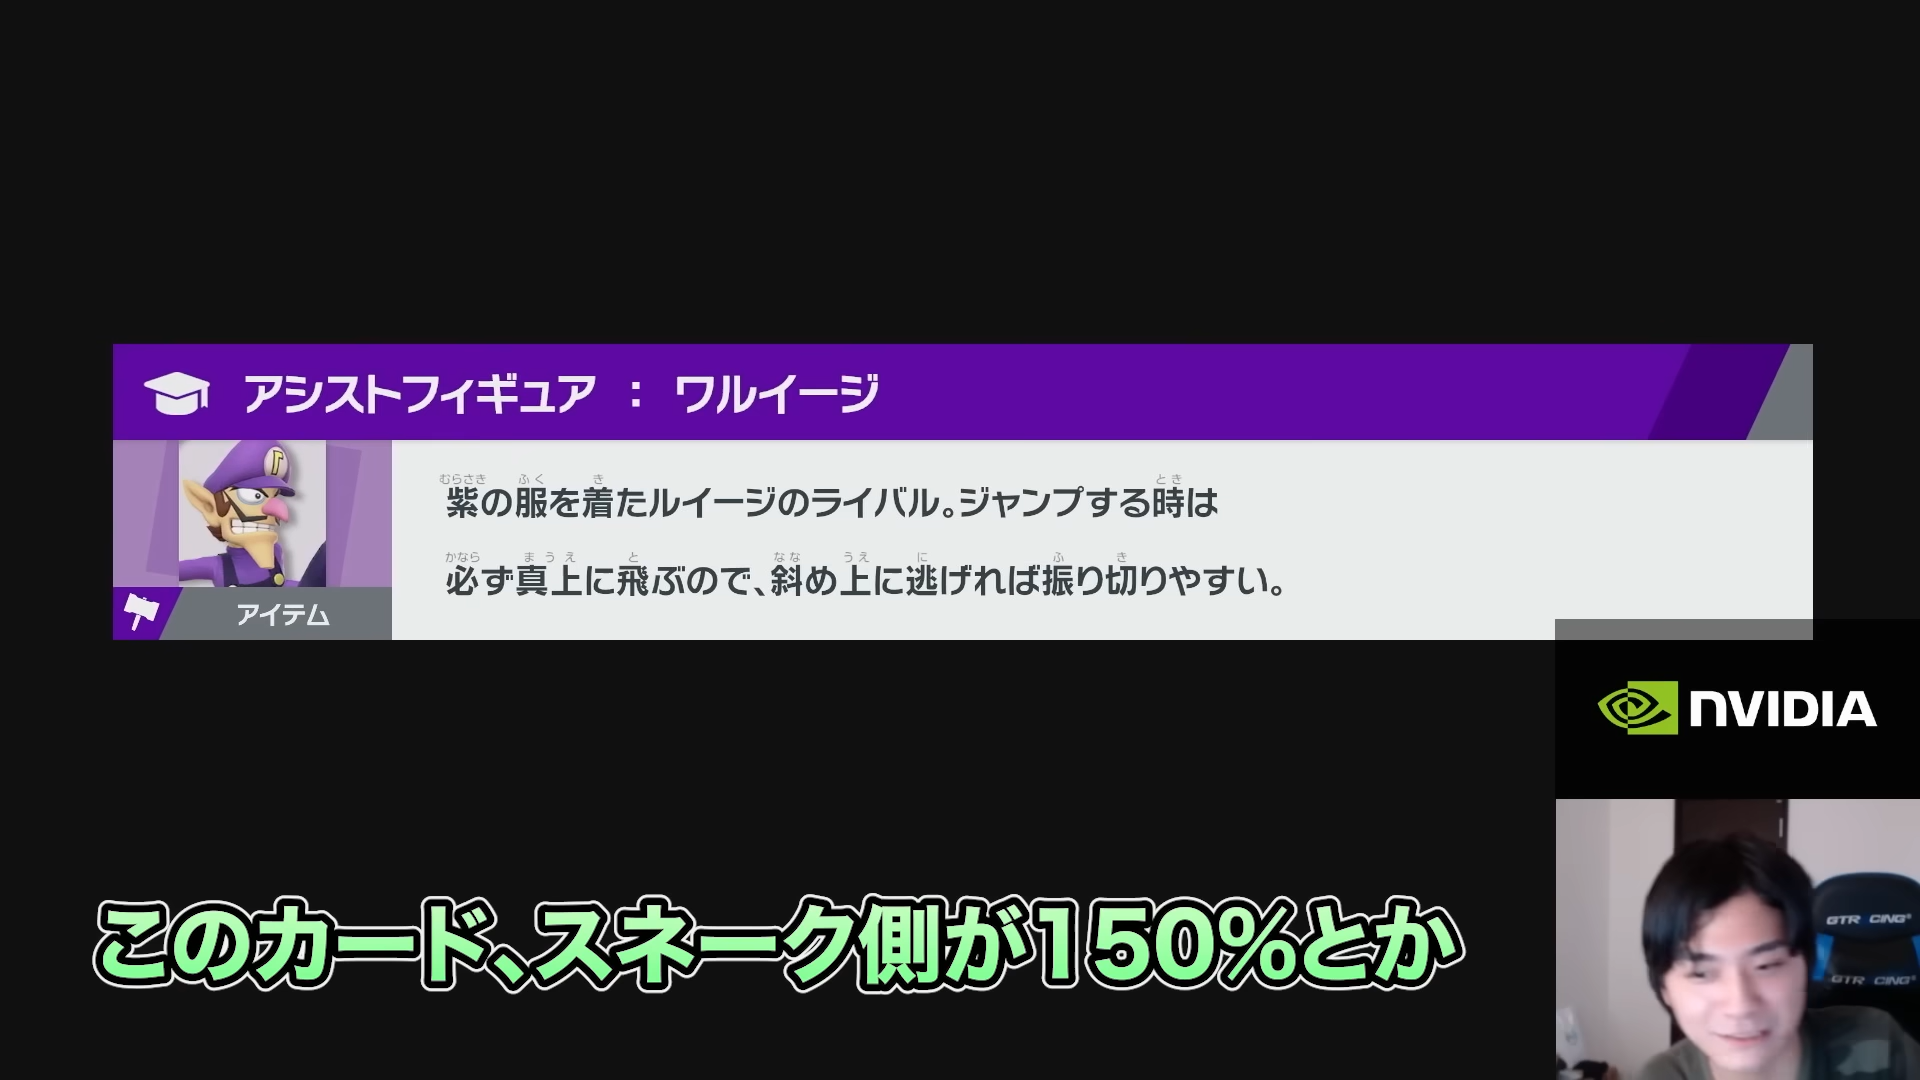 アシストフィギュア : ワルイージ
むらさき ふく き とき
紫の服を着たルイージのライバル。ジャンプする時は
かなら まうえ と なな うえ に ふ き
必ず真上に飛ぶので、斜め上に逃げれば振り切りやすい。
アイテム
NVIDIA
GTRACING
GTRACING
このカード、スネーク側が150%とか